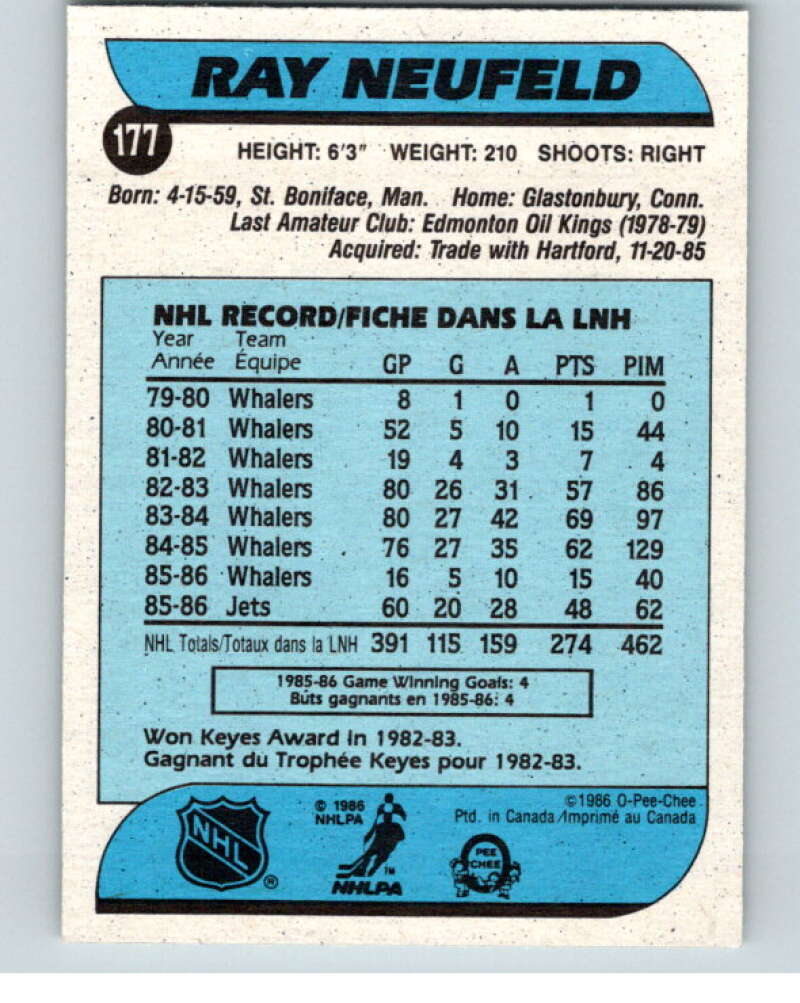 RAY NEUFELD
177
HEIGHT: 6'3" WEIGHT: 210 SHOOTS: RIGHT
Born: 4-15-59, St. Boniface, Man. Home: Glastonbury, Conn.
Last Amateur Club: Edmonton Oil Kings (1978-79)
Acquired: Trade with Hartford, 11-20-85
NHL RECORD/FICHE DANS LA LNH
Year Team
Année Équipe GP G A PTS PIM
79-80 Whalers 8 1 0 1 0
80-81 Whalers 52 5 10 15 44
81-82 Whalers 19 4 3 7 4
82-83 Whalers 80 26 31 57 86
83-84 Whalers 80 27 42 69 97
84-85 Whalers 76 27 35 62 129
85-86 Whalers 16 5 10 15 40
85-86 Jets 60 20 28 48 62
NHL Totals/Totaux dans la LNH 391 115 159 274 462
1985-86 Game Winning Goals: 4
Buts gagnants en 1985-86: 4
Won Keyes Award in 1982-83.
Gagnant du Trophée Keyes pour 1982-83.
©1986 O-Pee-Chee
Ptd. in Canada/Imprimé au Canada
© 1986
NHLPA
NHL
®
TM
NHLPA
PEE
CHEE